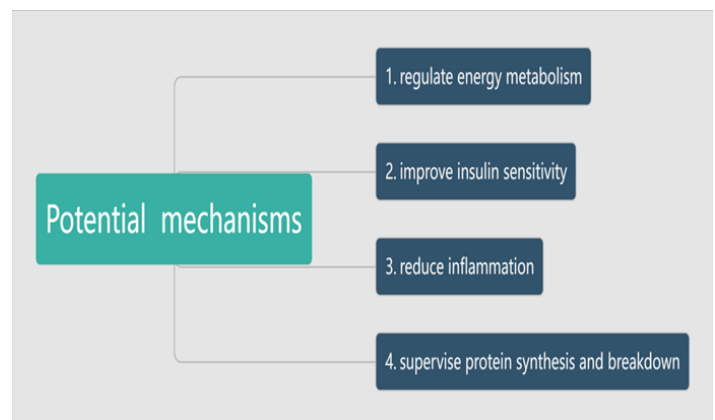 Potential mechanisms
1. regulate energy metabolism
2. improve insulin sensitivity
3. reduce inflammation
4. supervise protein synthesis and breakdown